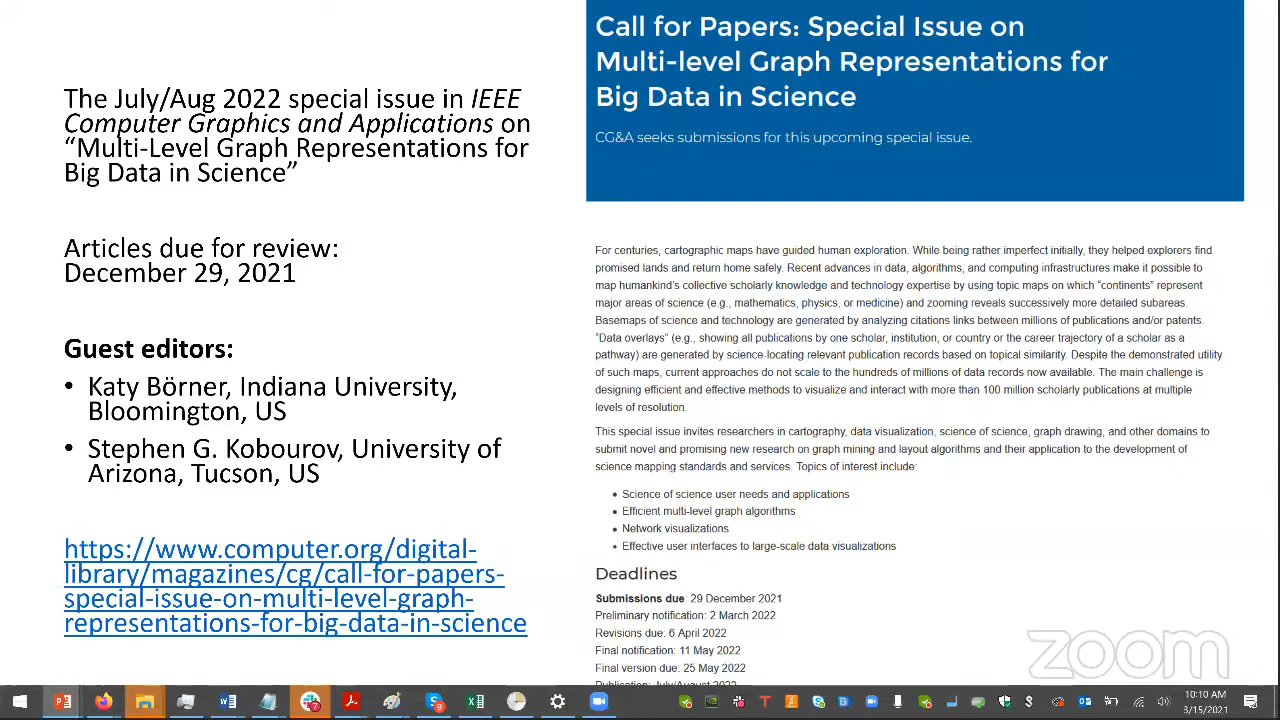 The July/Aug 2022 special issue in IEEE
Computer Graphics and Applications on
“Multi-Level Graph Representations for
Big Data in Science”
Articles due for review:
December 29, 2021
Guest editors:
• Katy Börner, Indiana University,
Bloomington, US
• Stephen G. Kobourov, University of
Arizona, Tucson, US
https://www.computer.org/digital-
library/magazines/cg/call-for-papers-
special-issue-on-multi-level-graph-
representations-for-big-data-in-science
Call for Papers: Special Issue on
Multi-level Graph Representations for
Big Data in Science
CG&A seeks submissions for this upcoming special issue.
For centuries, cartographic maps have guided human exploration. While being rather imperfect initially, they helped explorers find
promised lands and return home safely. Recent advances in data, algorithms, and computing infrastructures make it possible to
map humankind’s collective scholarly knowledge and technology expertise by using topic maps on which “continents” represent
major areas of science (e.g., mathematics, physics, or medicine) and zooming reveals successively more detailed subareas.
Basemaps of science and technology are generated by analyzing citations links between millions of publications and/or patents.
“Data overlays” (e.g., showing all publications by one scholar, institution, or country or the career trajectory of a scholar as a
pathway) are generated by science-locating relevant publication records based on topical similarity. Despite the demonstrated utility
of such maps, current approaches do not scale to the hundreds of millions of data records now available. The main challenge is
designing efficient and effective methods to visualize and interact with more than 100 million scholarly publications at multiple
levels of resolution.
This special issue invites researchers in cartography, data visualization, science of science, graph drawing, and other domains to
submit novel and promising new research on graph mining and layout algorithms and their application to the development of
science mapping standards and services. Topics of interest include:
• Science of science user needs and applications
• Efficient multi-level graph algorithms
• Network visualizations
• Effective user interfaces to large-scale data visualizations
Deadlines
Submissions due: 29 December 2021
Preliminary notification: 2 March 2022
Revisions due: 6 April 2022
Final notification: 11 May 2022
Final version due: 25 May 2022
Publication: July/August 2022
zoom
10:10 AM
3/15/2021